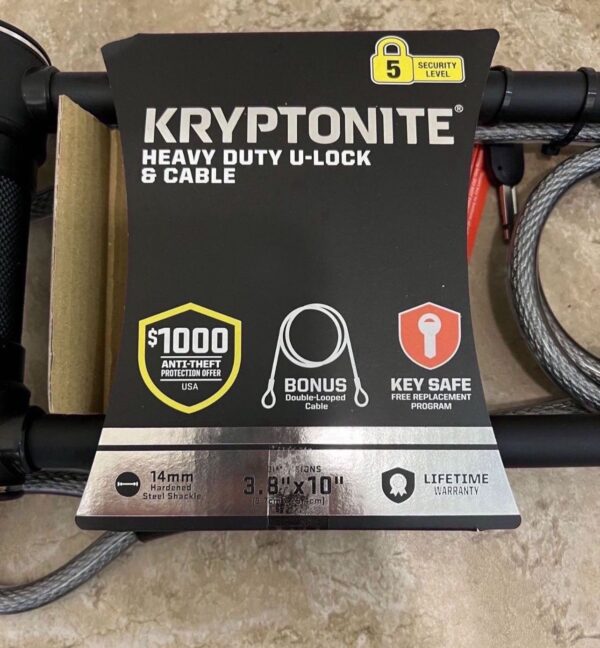 5 SECURITY
LEVEL
KRYPTONITE®
HEAVY DUTY U-LOCK
& CABLE
$1000
ANTI-THEFT
PROTECTION OFFER
USA
BONUS
Double-Looped
Cable
KEY SAFE
FREE REPLACEMENT
PROGRAM
14mm
Hardened
Steel Shackle
3.8"x10"
LIFETIME
WARRANTY